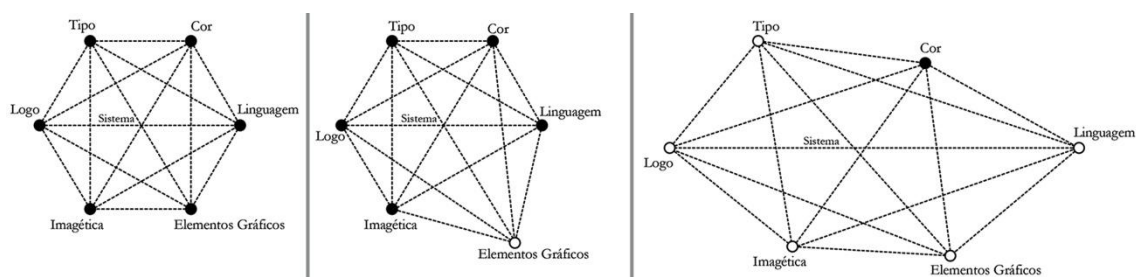 Tipo
Cor
Logo
Sistema
Linguagem
Imagética
Elementos Gráficos
Tipo
Cor
Logo
Sistema
Linguagem
Imagética
Elementos Gráficos
Tipo
Cor
Logo
Sistema
Linguagem
Imagética
Elementos Gráficos